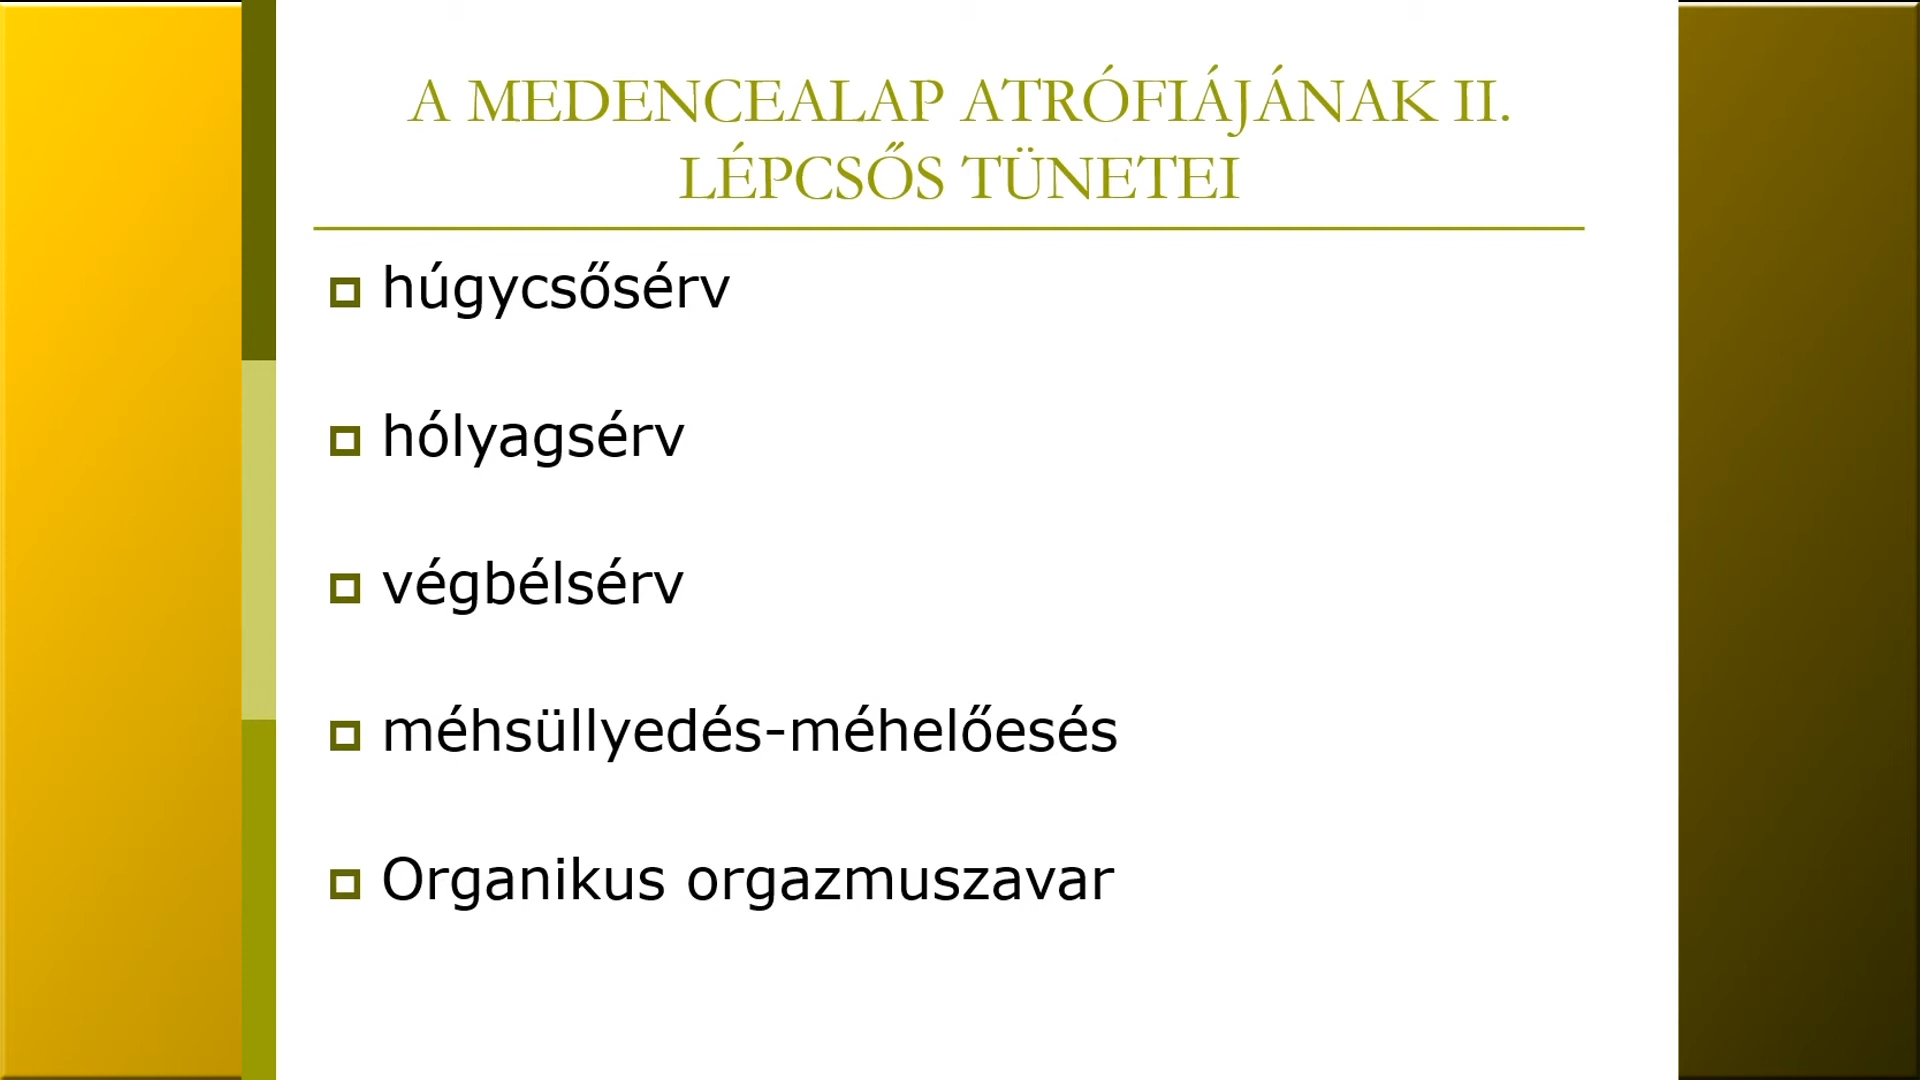 A MEDENCEALAP ATRÓFIÁJÁNAK II.
LÉPCSŐS TÜNETEI
húgycsősérv
hólyagsérv
végbélsérv
méhsüllyedés-méhelőesés
Organikus orgazmuszavar